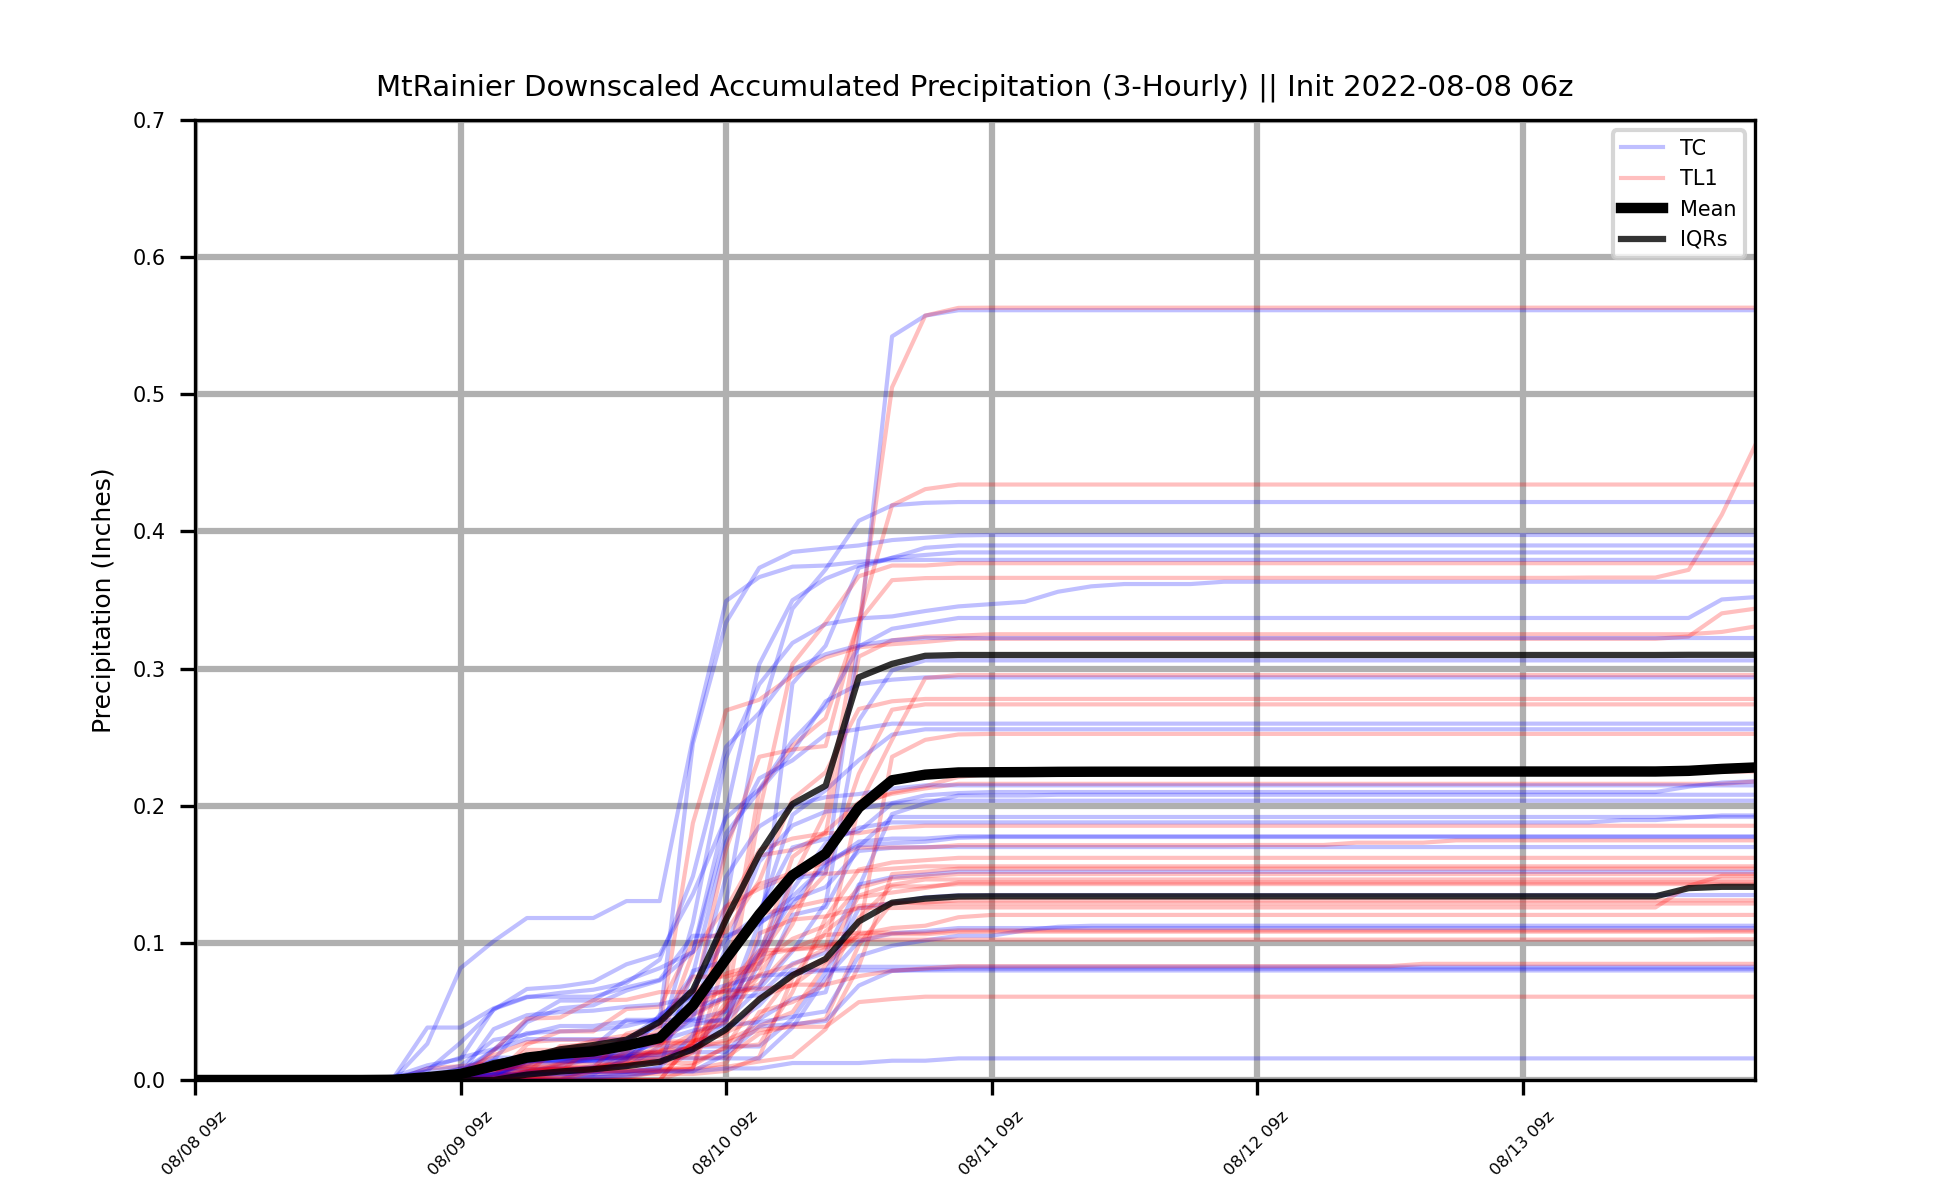 MtRainier Downscaled Accumulated Precipitation (3-Hourly) || Init 2022-08-08 06z
0.7
0.6
0.5
0.4
0.3
0.2
0.1
0.0
Precipitation (Inches)
TC
TL1
Mean
IQRs
08/08 09z
08/09 09z
08/10 09z
08/11 09z
08/12 09z
08/13 09z